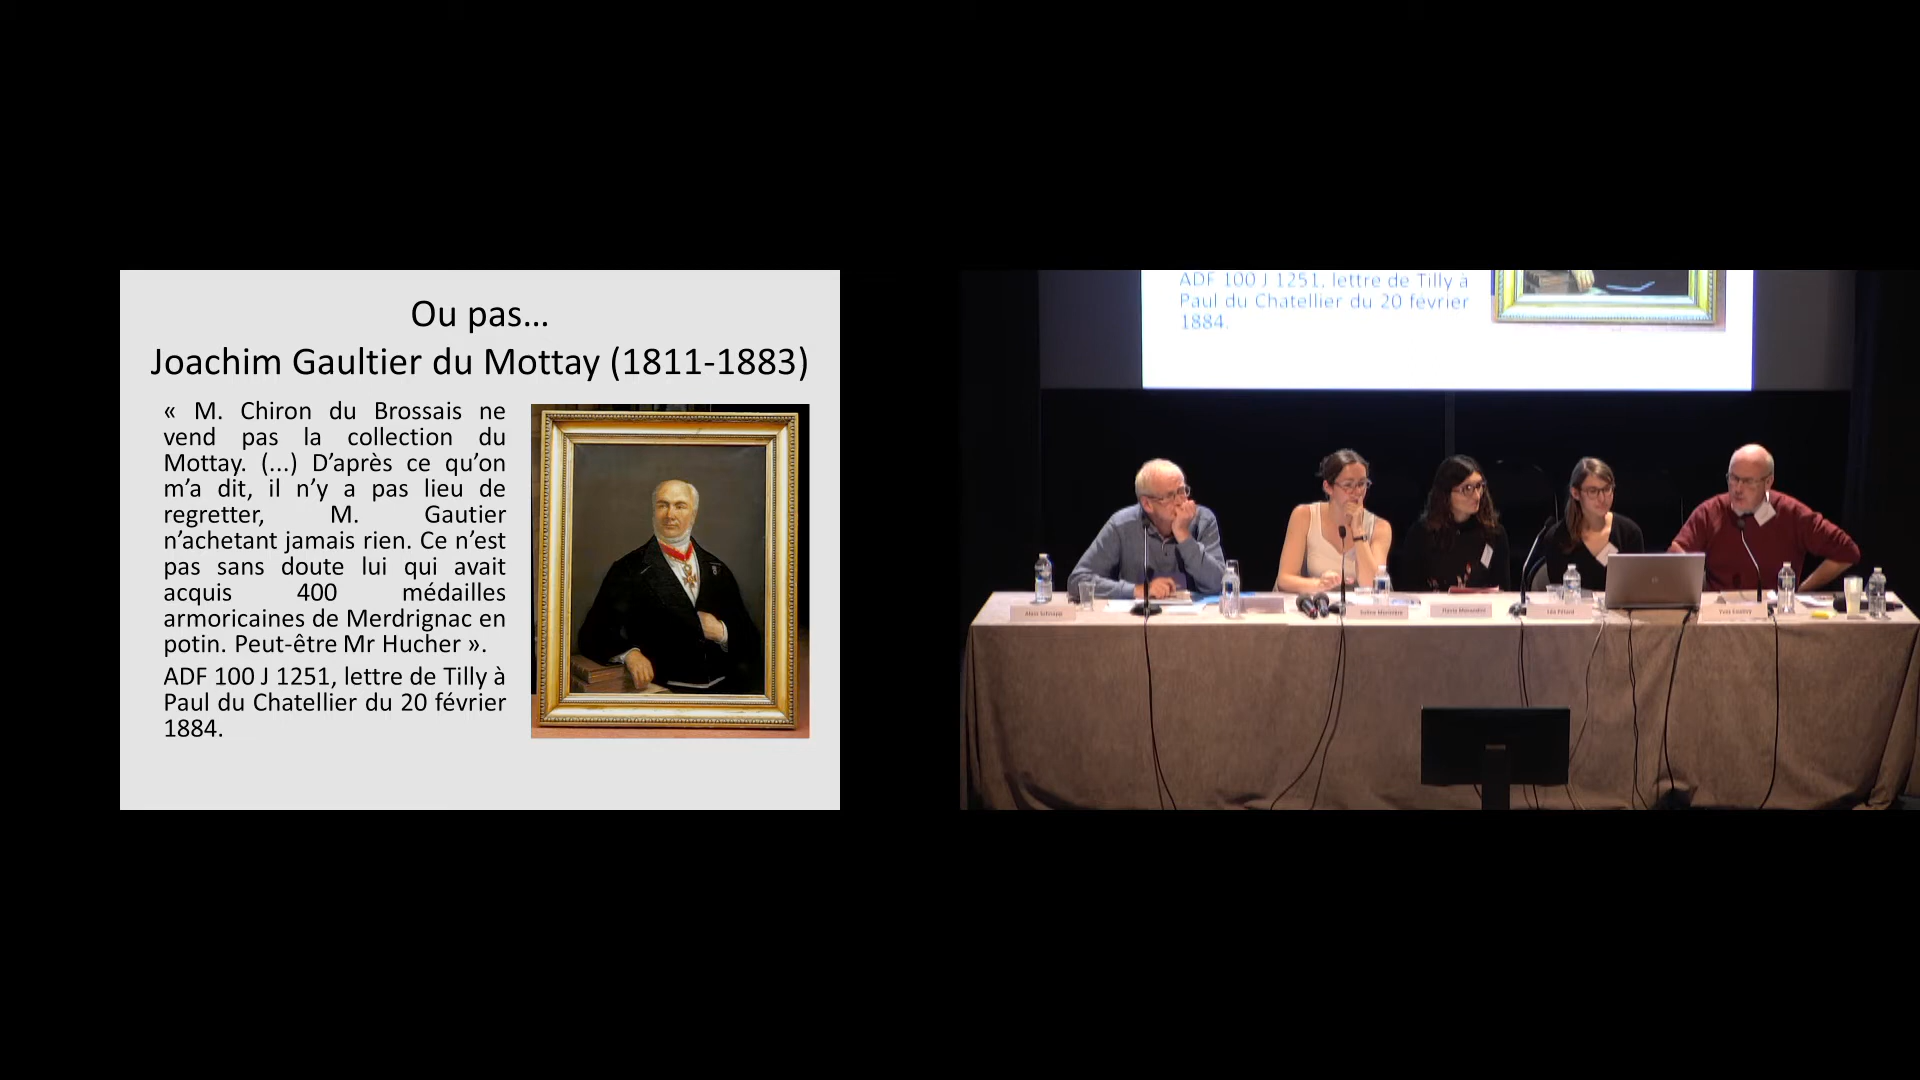 Ou pas...
Joachim Gaultier du Mottay (1811-1883)
« M. Chiron du Brossais ne
vend pas la collection du
Mottay. (...) D'après ce qu'on
m'a dit, il n'y a pas lieu de
regretter, M. Gautier
n'achetant jamais rien. Ce n'est
pas sans doute lui qui avait
acquis 400 médailles
armoricaines de Merdrignac en
potin. Peut-être Mr Hucher ».
ADF 100 J 1251, lettre de Tilly à
Paul du Chatellier du 20 février
1884.
ADF 100 J 1251, lettre de Tilly à
Paul du Chatellier du 20 février
1884.
Alain Schnapp